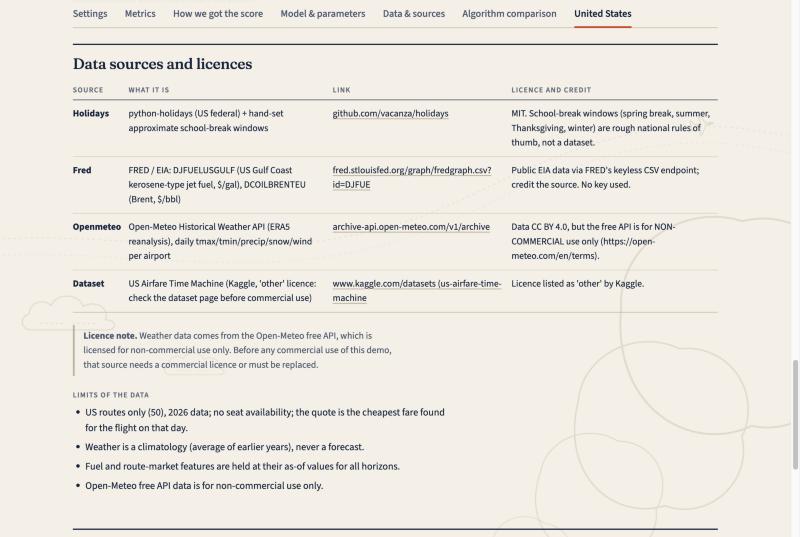 Settings Metrics How we got the score Model & parameters Data & sources Algorithm comparison United States
Data sources and licences
SOURCE WHAT IT IS LINK LICENCE AND CREDIT
Holidays python-holidays (US federal) + hand-set github.com/vacanza/holidays MIT. School-break windows (spring break, summer,
approximate school-break windows Thanksgiving, winter) are rough national rules of
thumb, not a dataset.
Fred FRED / EIA: DJFUELUSGULF (US Gulf Coast fred.stlouisfed.org/graph/fredgraph.csv? Public EIA data via FRED's keyless CSV endpoint;
kerosene-type jet fuel, $/gal), DCOILBRENTEU id=DJFUE credit the source. No key used.
(Brent, $/bbl)
Openmeteo Open-Meteo Historical Weather API (ERA5 archive-api.open-meteo.com/v1/archive Data CC BY 4.0, but the free API is for NON-
reanalysis), daily tmax/tmin/precip/snow/wind COMMERCIAL use only (https://open-
per airport meteo.com/en/terms).
Dataset US Airfare Time Machine (Kaggle, 'other' licence: www.kaggle.com/datasets (us-airfare-time- Licence listed as 'other' by Kaggle.
check the dataset page before commercial use) machine
Licence note. Weather data comes from the Open-Meteo free API, which is
licensed for non-commercial use only. Before any commercial use of this demo,
that source needs a commercial licence or must be replaced.
LIMITS OF THE DATA
• US routes only (50), 2026 data; no seat availability; the quote is the cheapest fare found
for the flight on that day.
• Weather is a climatology (average of earlier years), never a forecast.
• Fuel and route-market features are held at their as-of values for all horizons.
• Open-Meteo free API data is for non-commercial use only.